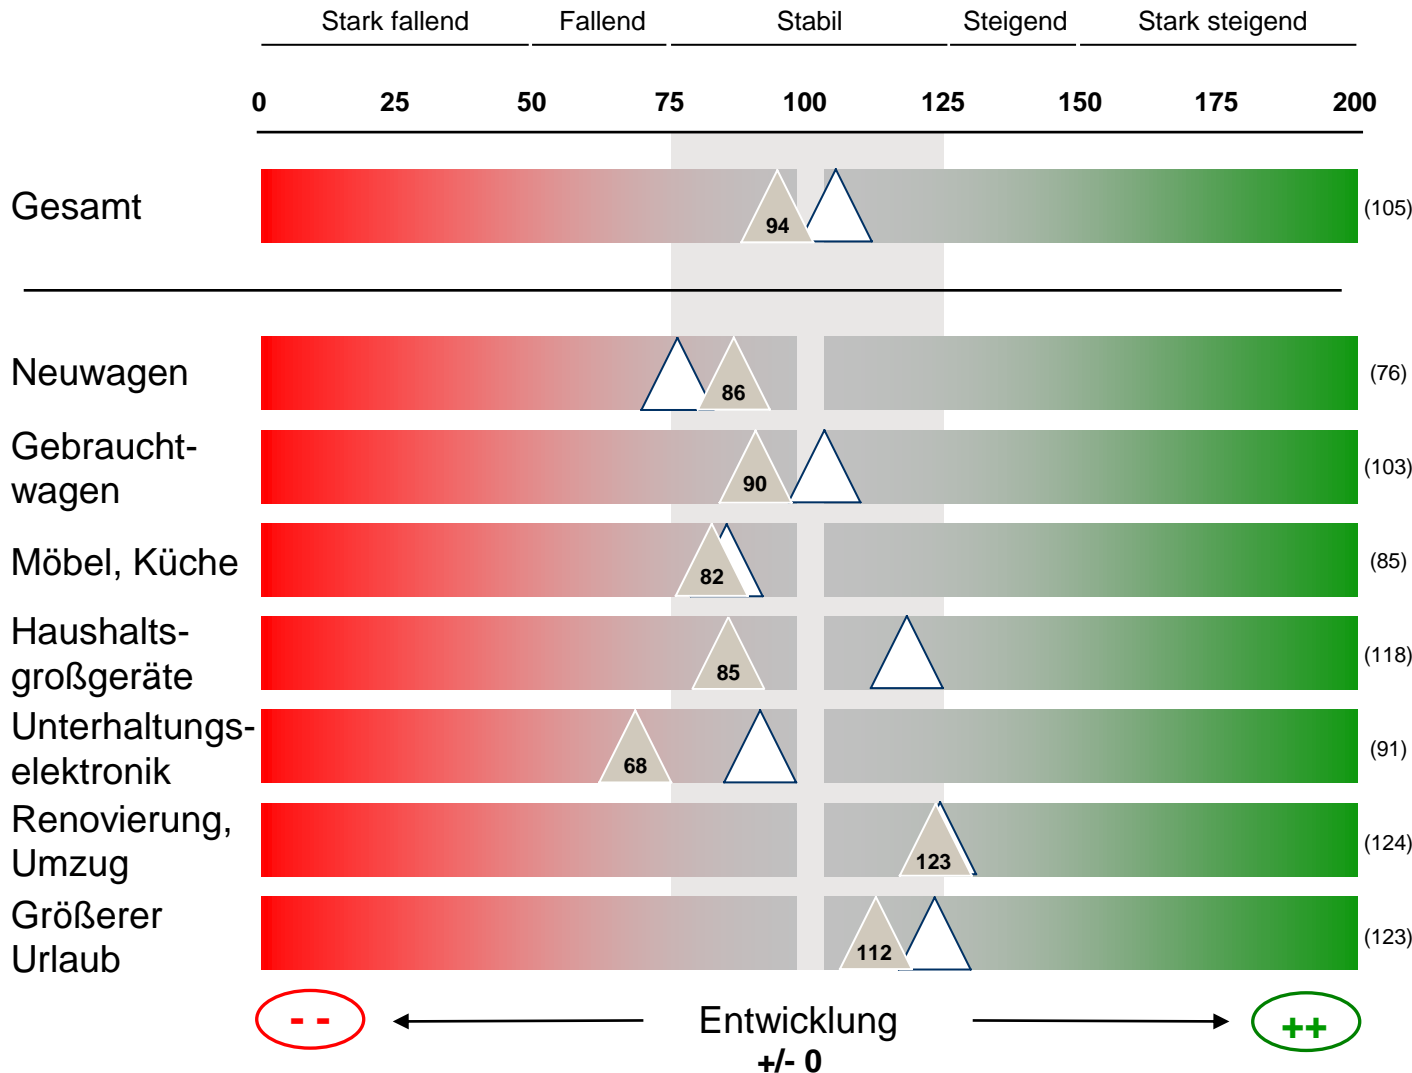 Stark fallend Fallend Stabil Steigend Stark steigend
0 25 50 75 100 125 150 175 200
Gesamt 94 (105)
Neuwagen 86 (76)
Gebraucht-
wagen 90 (103)
Möbel, Küche 82 (85)
Haushalts-
großgeräte 85 (118)
Unterhaltungs-
elektronik 68 (91)
Renovierung,
Umzug 123 (124)
Größerer
Urlaub 112 (123)
- - Entwicklung ++
+/- 0